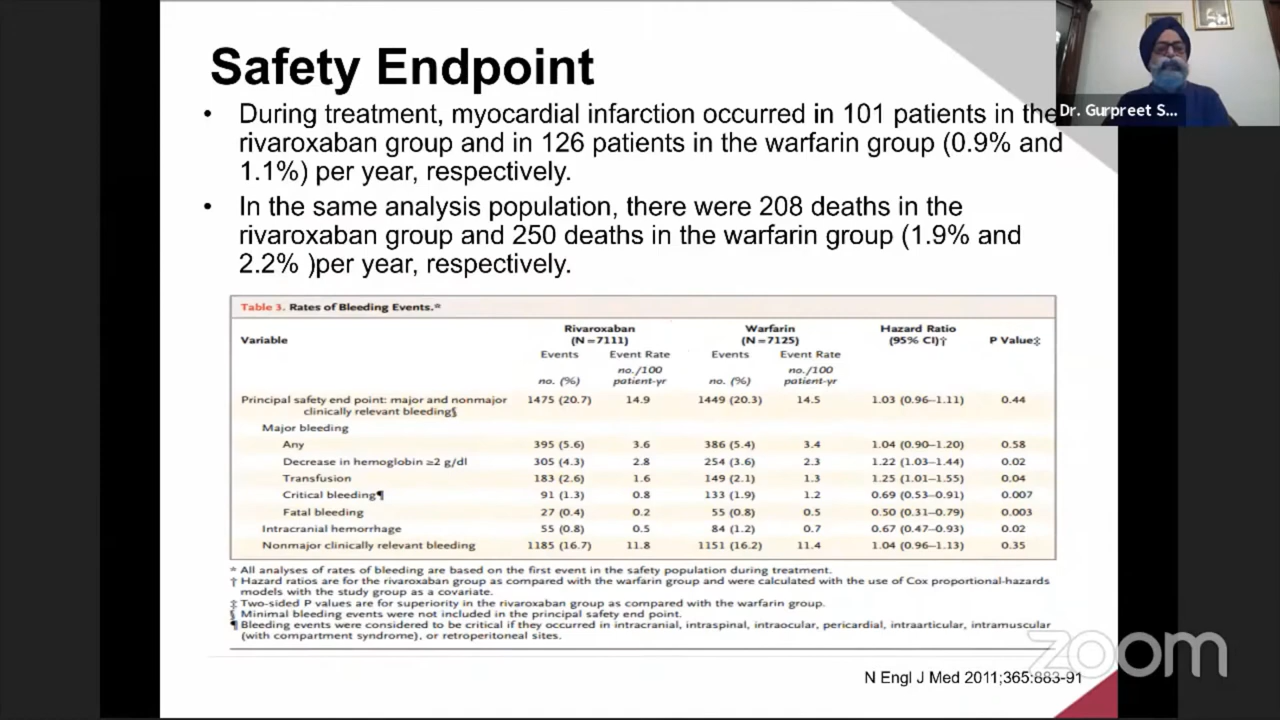 Safety Endpoint
• During treatment, myocardial infarction occurred in 101 patients in the
rivaroxaban group and in 126 patients in the warfarin group (0.9% and
1.1%) per year, respectively.
• In the same analysis population, there were 208 deaths in the
rivaroxaban group and 250 deaths in the warfarin group (1.9% and
2.2% )per year, respectively.
Dr. Gurpreet S...
Table 3. Rates of Bleeding Events.*
Variable Rivaroxaban (N=7111) Warfarin (N=7125) Hazard Ratio (95% CI)† P Value‡
Events Event Rate Events Event Rate
no. (%) no./100 patient-yr no. (%) no./100 patient-yr
Principal safety end point: major and nonmajor
clinically relevant bleeding§ 1475 (20.7) 14.9 1449 (20.3) 14.5 1.03 (0.96–1.11) 0.44
Major bleeding
Any 395 (5.6) 3.6 386 (5.4) 3.4 1.04 (0.90–1.20) 0.58
Decrease in hemoglobin ≥2 g/dl 305 (4.3) 2.8 254 (3.6) 2.3 1.22 (1.03–1.44) 0.02
Transfusion 183 (2.6) 1.6 149 (2.1) 1.3 1.25 (1.01–1.55) 0.04
Critical bleeding¶ 91 (1.3) 0.8 133 (1.9) 1.2 0.69 (0.53–0.91) 0.007
Fatal bleeding 27 (0.4) 0.2 55 (0.8) 0.5 0.50 (0.31–0.79) 0.003
Intracranial hemorrhage 55 (0.8) 0.5 84 (1.2) 0.7 0.67 (0.47–0.93) 0.02
Nonmajor clinically relevant bleeding 1185 (16.7) 11.8 1151 (16.2) 11.4 1.04 (0.96–1.13) 0.35
* All analyses of rates of bleeding are based on the first event in the safety population during treatment.
† Hazard ratios are for the rivaroxaban group as compared with the warfarin group and were calculated with the use of Cox proportional-hazards
models with the study group as a covariate.
‡ Two-sided P values are for superiority in the rivaroxaban group as compared with the warfarin group.
§ Minimal bleeding events were not included in the principal safety end point.
¶ Bleeding events were considered to be critical if they occurred in intracranial, intraspinal, intraocular, pericardial, intraarticular, intramuscular
(with compartment syndrome), or retroperitoneal sites.
zoom
N Engl J Med 2011;365:883-91